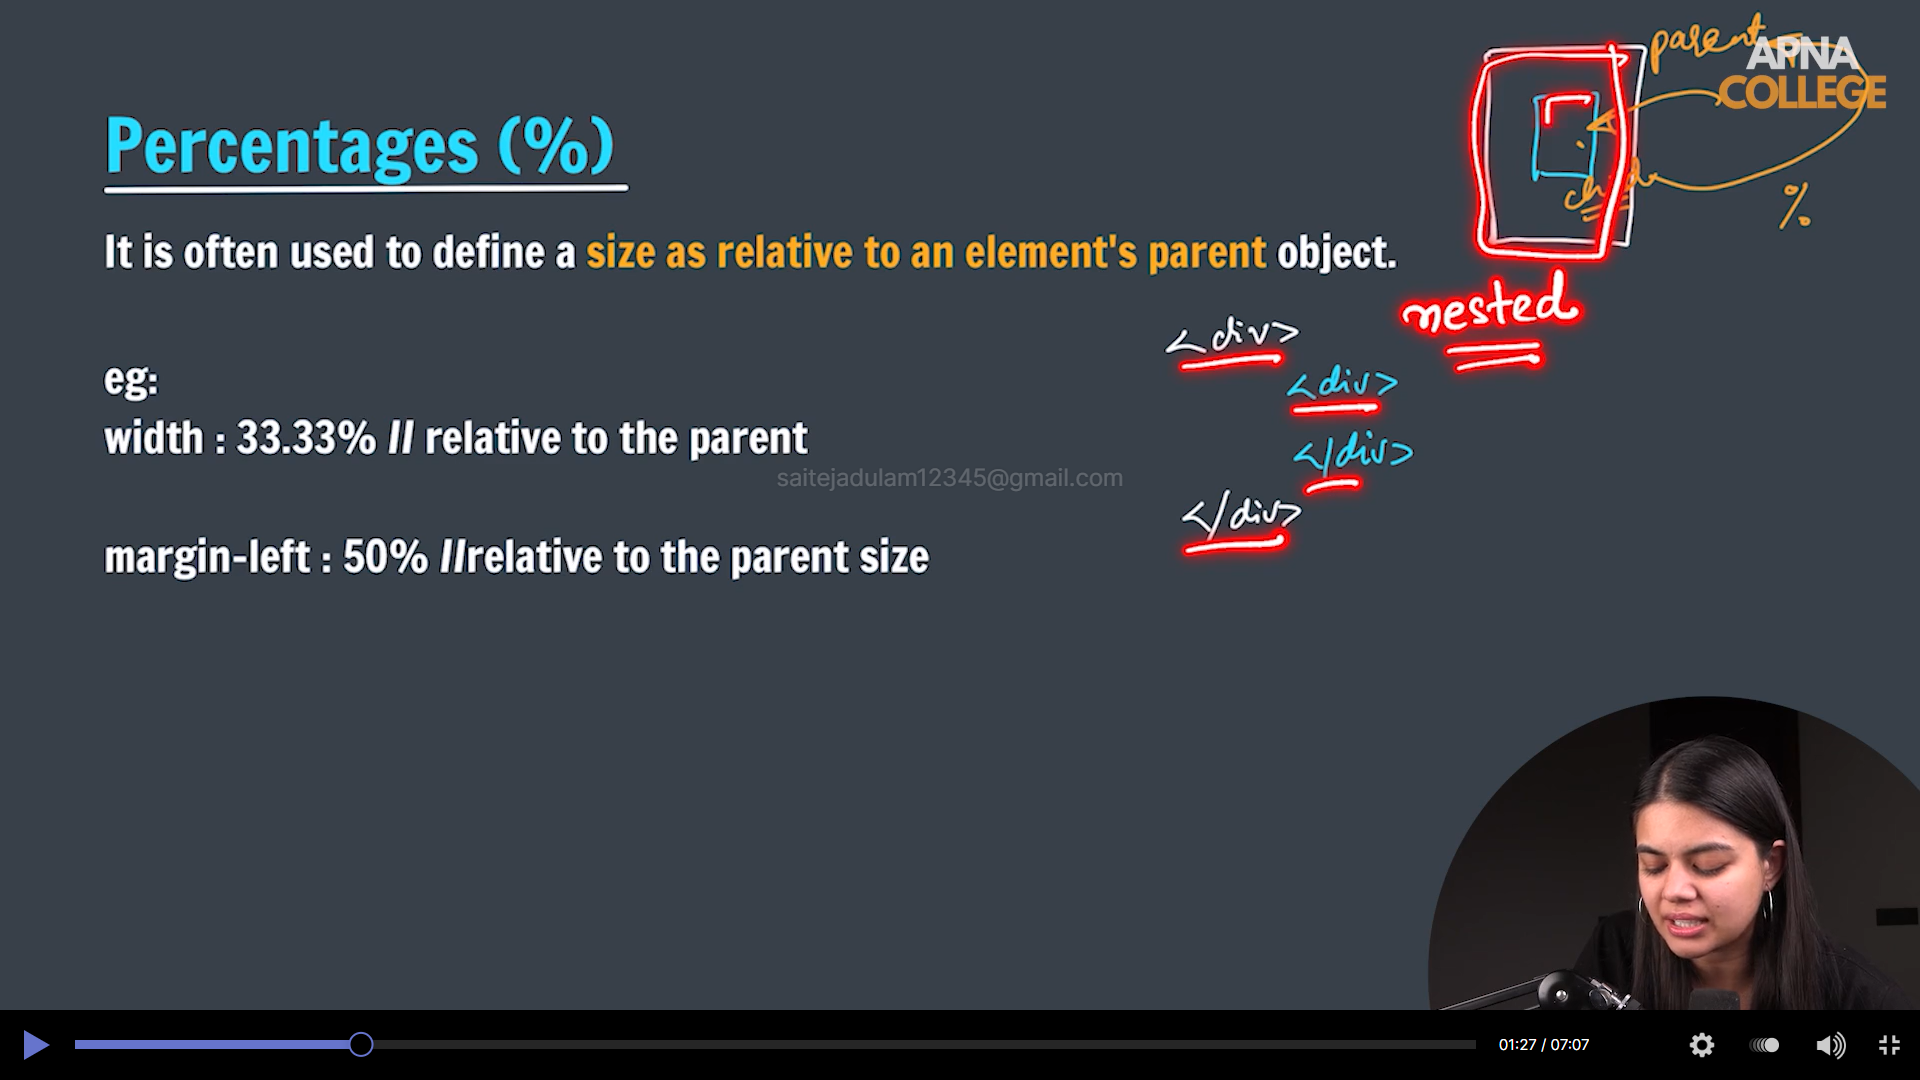 parent
APNA
COLLEGE
Percentages (%)
child
%
It is often used to define a size as relative to an element's parent object.
nested
<div>
<div>
eg:
width : 33.33% // relative to the parent
</div>
saitejadulam12345@gmail.com
</div>
margin-left : 50% //relative to the parent size
01:27 / 07:07